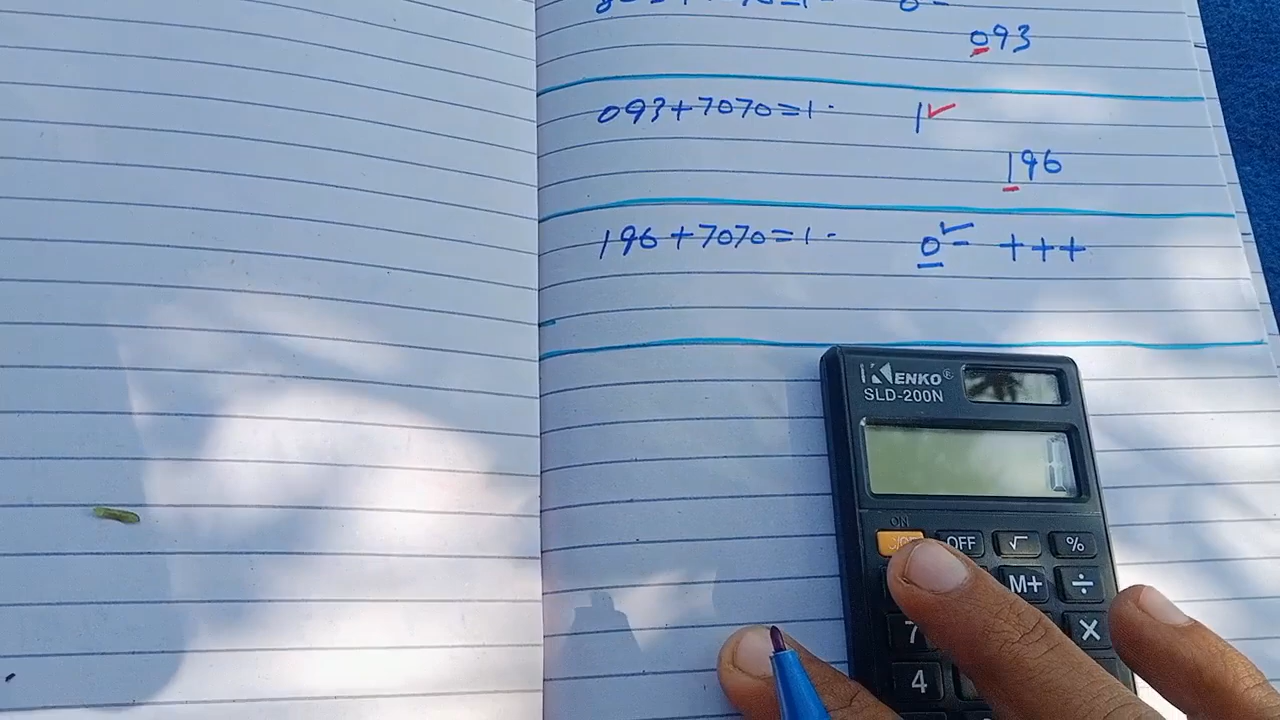 093
093+7070=1.
1✓
196
196+7070=1.
0✓- +++
KENKO®
SLD-200N
ON
OFF
√
%
M+
÷
7
X
4